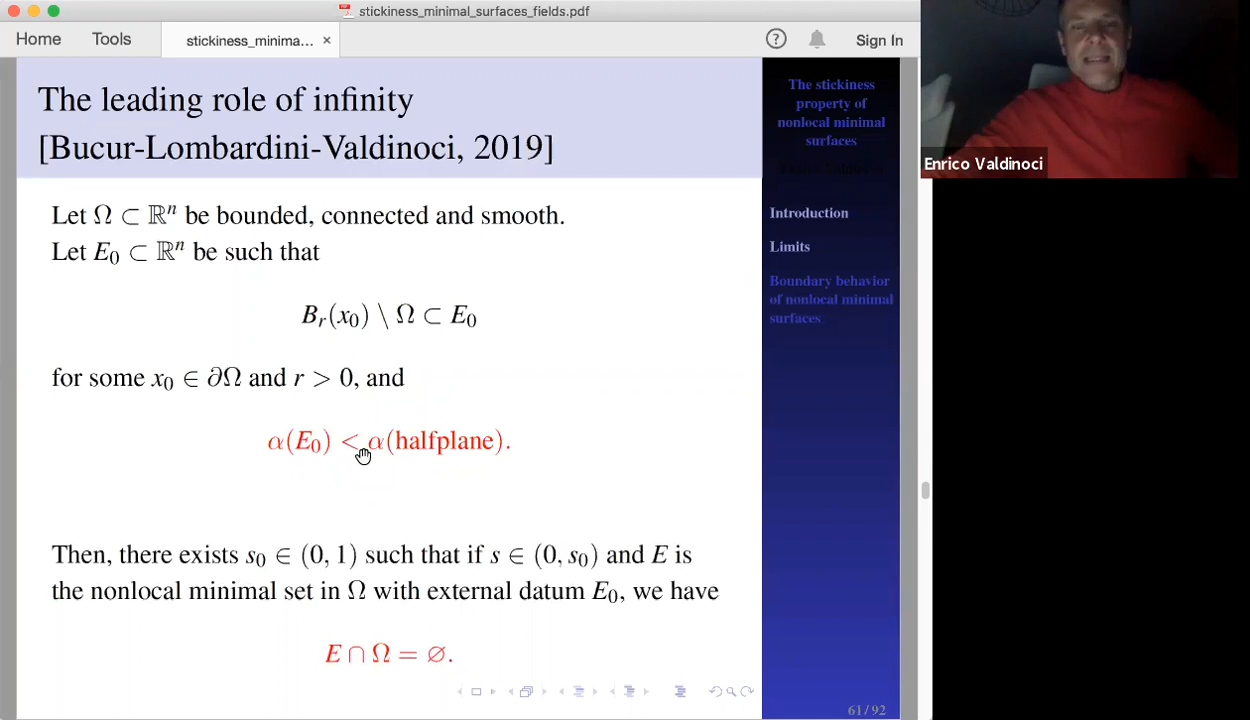 stickiness_minimal_surfaces_fields.pdf
Home Tools stickiness_minima... × ? Sign In
The leading role of infinity
[Bucur-Lombardini-Valdinoci, 2019]
Let Ω ⊂ ℝⁿ be bounded, connected and smooth.
Let E₀ ⊂ ℝⁿ be such that
Bᵣ(x₀) \ Ω ⊂ E₀
for some x₀ ∈ ∂Ω and r > 0, and
α(E₀) < α(halfplane).
Then, there exists s₀ ∈ (0, 1) such that if s ∈ (0, s₀) and E is
the nonlocal minimal set in Ω with external datum E₀, we have
E ∩ Ω = ∅.
The stickiness
property of
nonlocal minimal
surfaces
Introduction
Limits
Boundary behavior
of nonlocal minimal
surfaces
61 / 92
Enrico Valdinoci